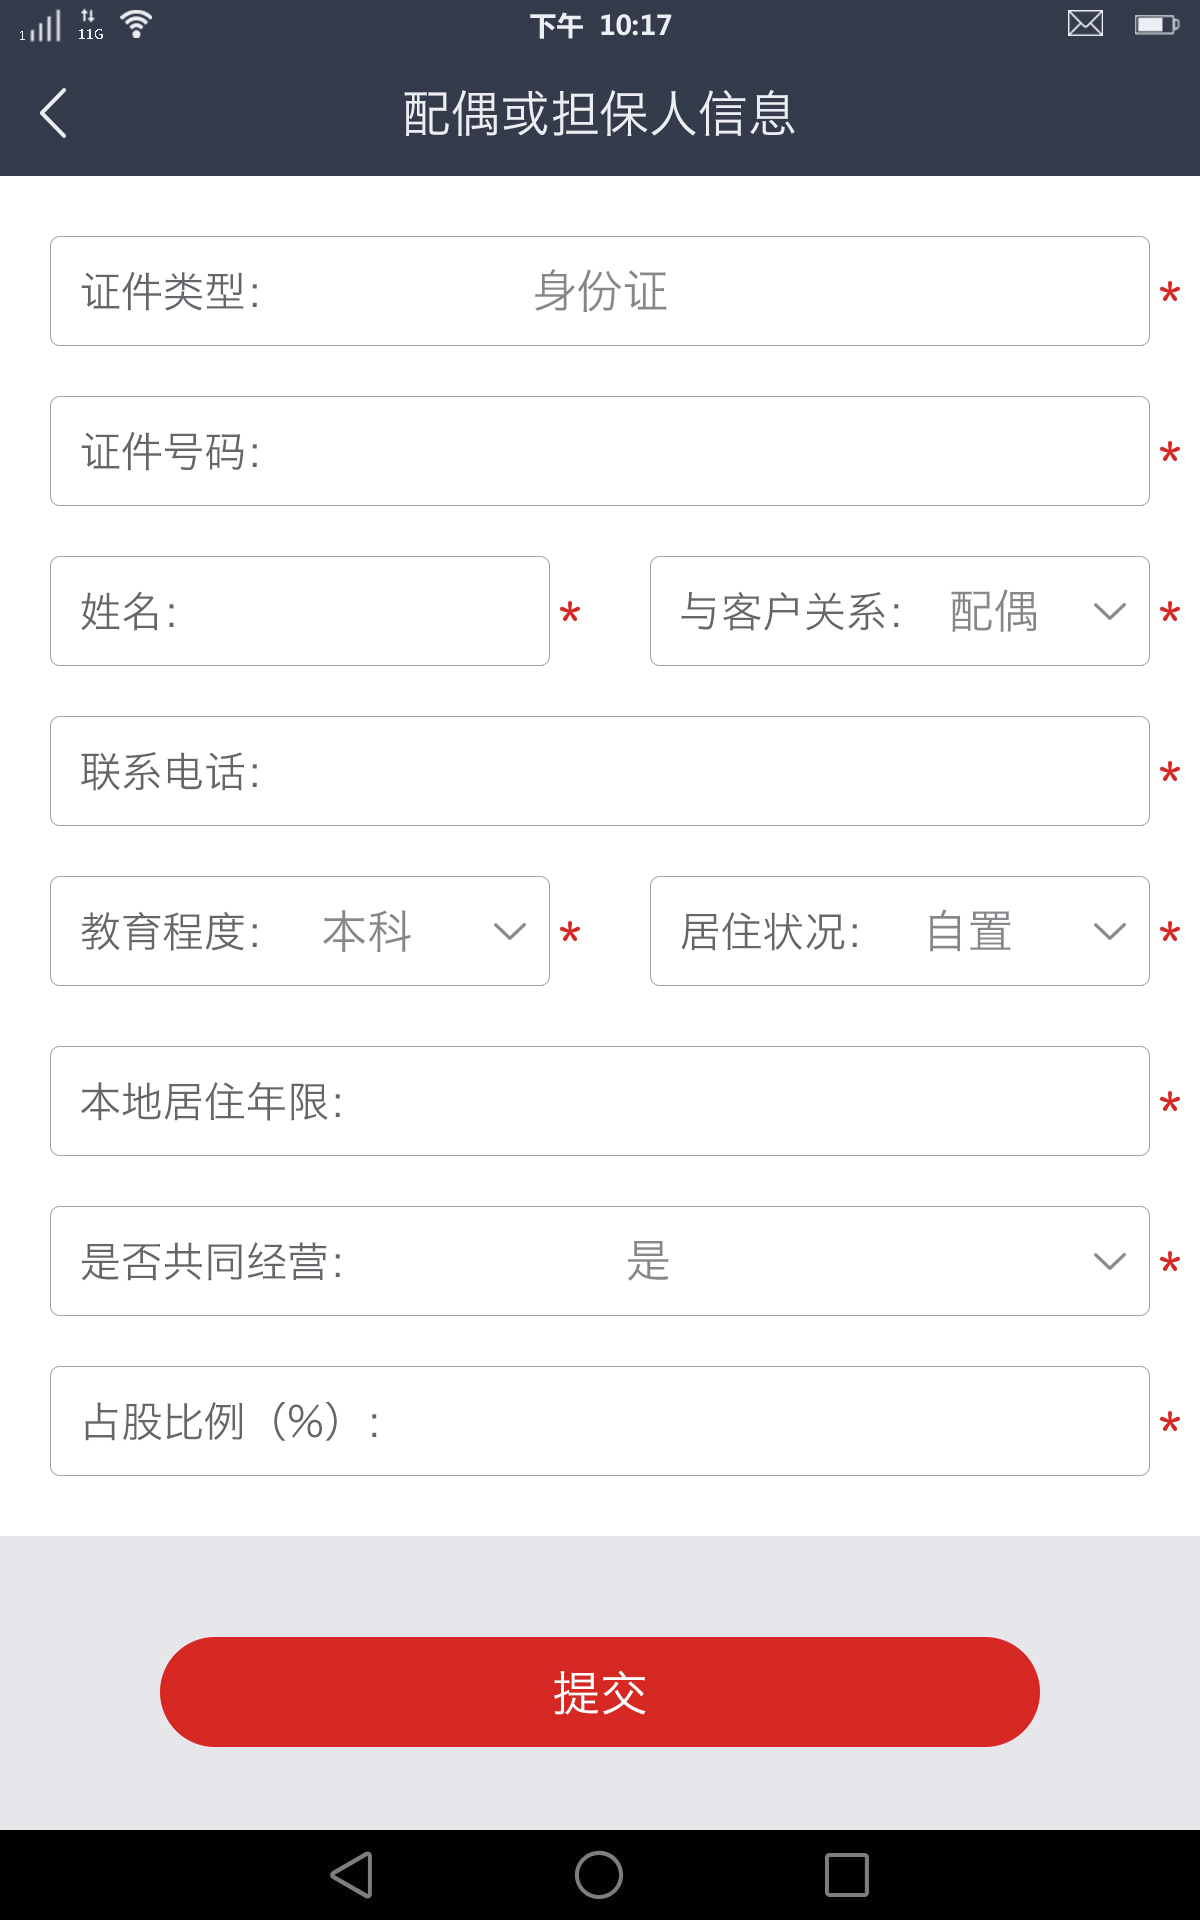 1 11G 下午 10:17
配偶或担保人信息
证件类型: 身份证 *
证件号码: *
姓名: * 与客户关系: 配偶 *
联系电话: *
教育程度: 本科 * 居住状况: 自置 *
本地居住年限: *
是否共同经营: 是 *
占股比例（%）: *
提交